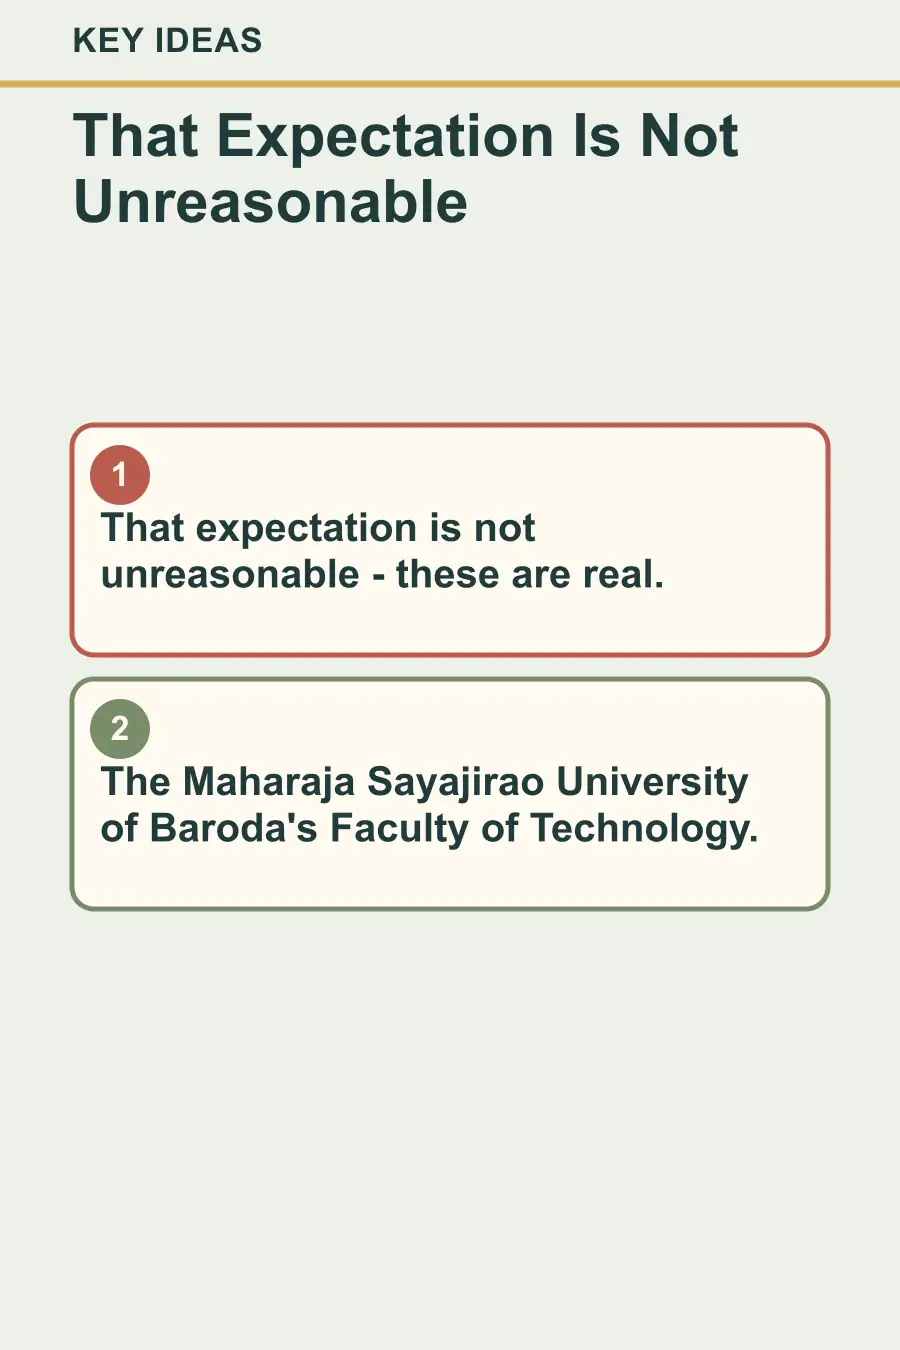 KEY IDEAS
That Expectation Is Not
Unreasonable
1
That expectation is not
unreasonable - these are real.
2
The Maharaja Sayajirao University
of Baroda's Faculty of Technology.